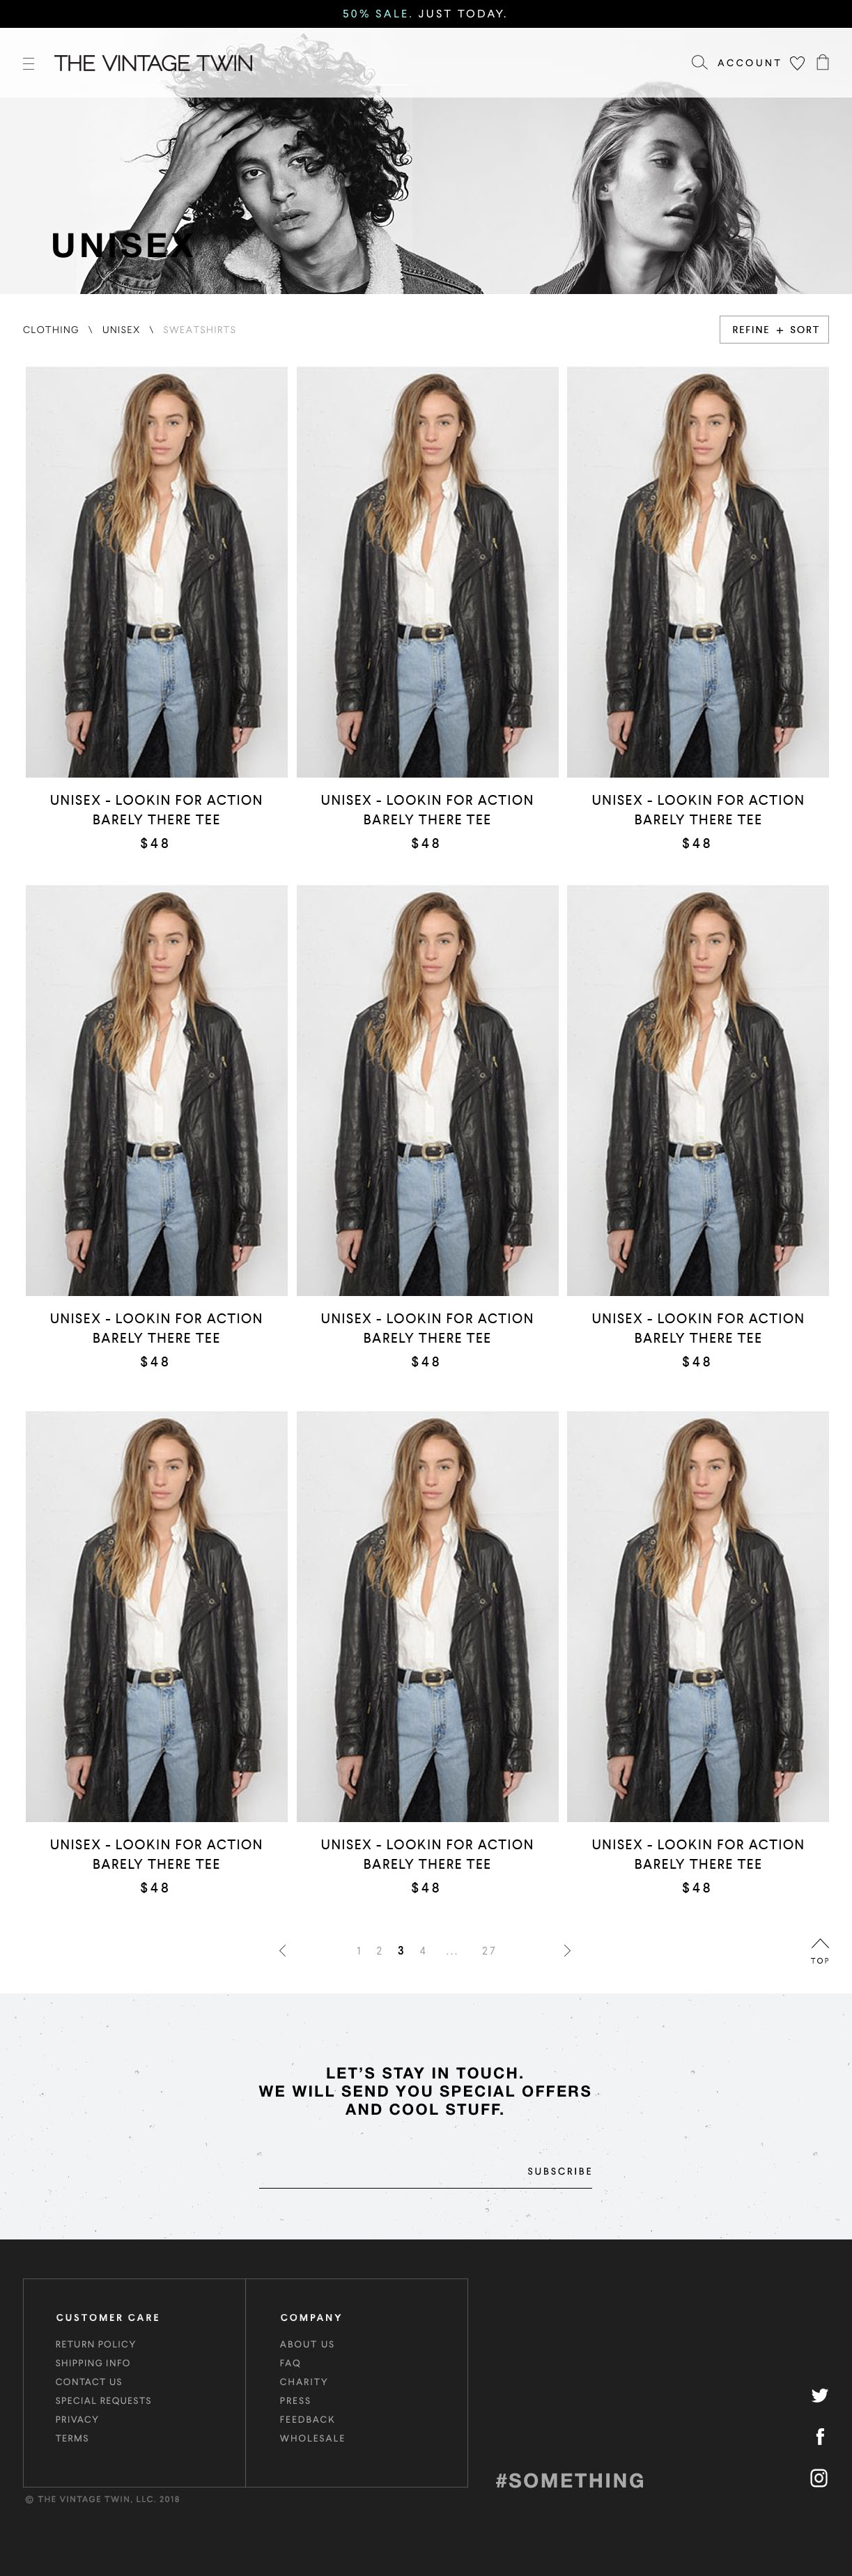 50% SALE. JUST TODAY.
THE VINTAGE TWIN
ACCOUNT
UNISEX
CLOTHING \ UNISEX \ SWEATSHIRTS
REFINE + SORT
UNISEX - LOOKIN FOR ACTION
BARELY THERE TEE
$48
UNISEX - LOOKIN FOR ACTION
BARELY THERE TEE
$48
UNISEX - LOOKIN FOR ACTION
BARELY THERE TEE
$48
UNISEX - LOOKIN FOR ACTION
BARELY THERE TEE
$48
UNISEX - LOOKIN FOR ACTION
BARELY THERE TEE
$48
UNISEX - LOOKIN FOR ACTION
BARELY THERE TEE
$48
UNISEX - LOOKIN FOR ACTION
BARELY THERE TEE
$48
UNISEX - LOOKIN FOR ACTION
BARELY THERE TEE
$48
UNISEX - LOOKIN FOR ACTION
BARELY THERE TEE
$48
1 2 3 4 ... 27
TOP
LET'S STAY IN TOUCH.
WE WILL SEND YOU SPECIAL OFFERS
AND COOL STUFF.
SUBSCRIBE
CUSTOMER CARE
RETURN POLICY
SHIPPING INFO
CONTACT US
SPECIAL REQUESTS
PRIVACY
TERMS
COMPANY
ABOUT US
FAQ
CHARITY
PRESS
FEEDBACK
WHOLESALE
#SOMETHING
© THE VINTAGE TWIN, LLC. 2018